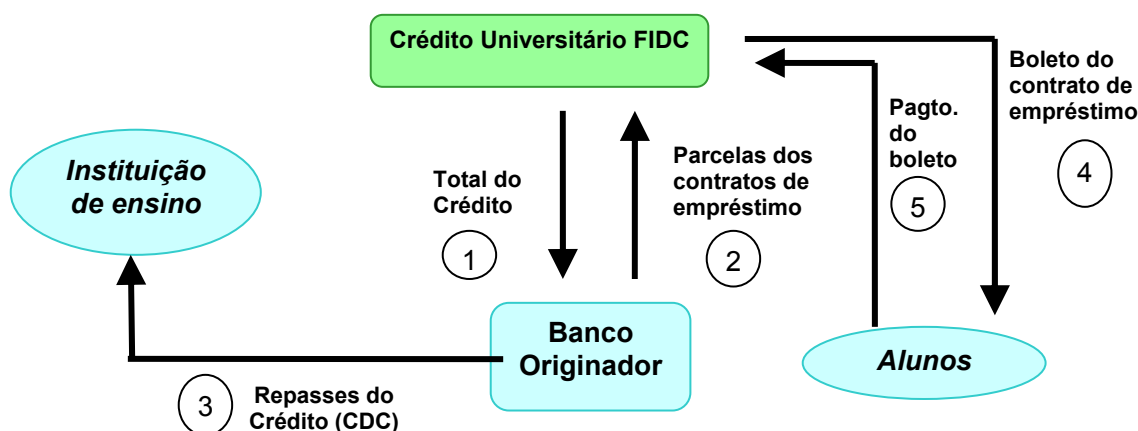 Crédito Universitário FIDC
Boleto do
contrato de
empréstimo
4
Pagto.
do
boleto
5
Instituição
de ensino
Total do
Crédito
1
Parcelas dos
contratos de
empréstimo
2
Banco
Originador
Alunos
3
Repasses do
Crédito (CDC)